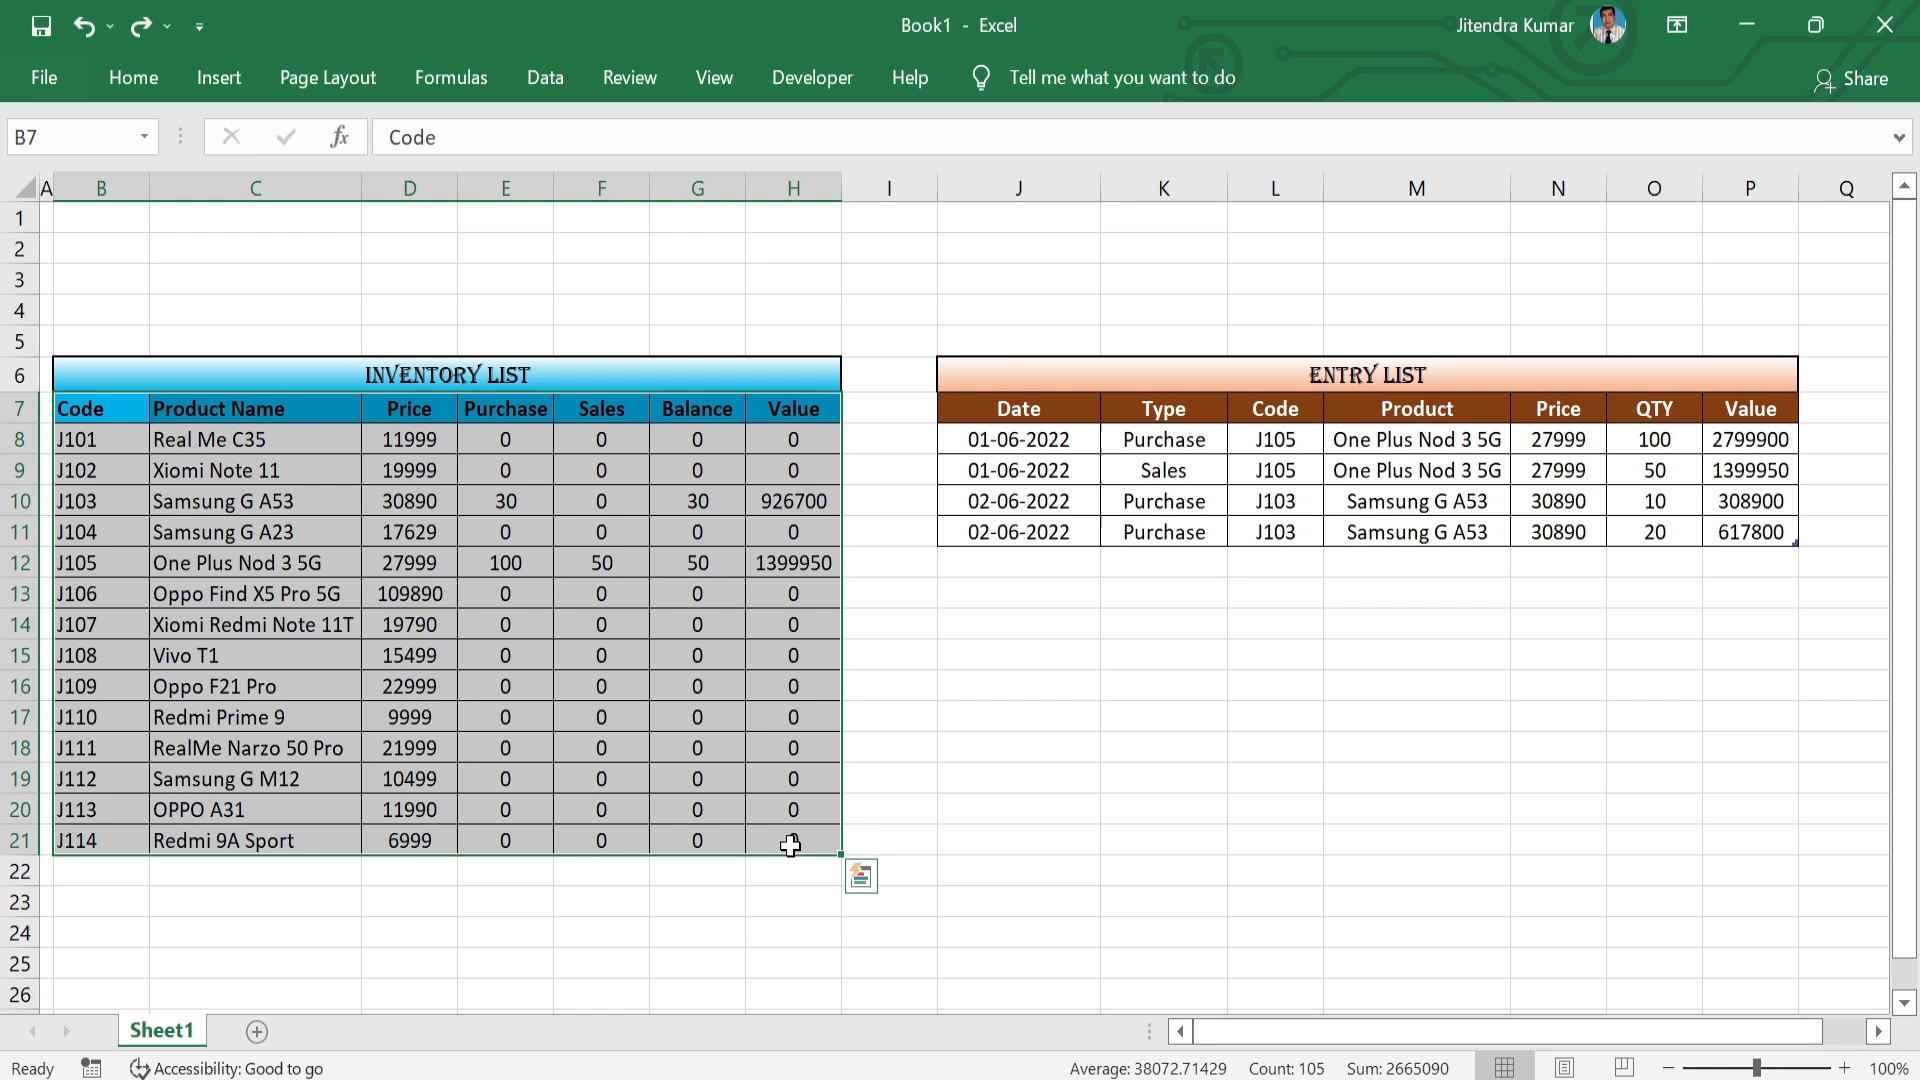 Book1 - Excel
Jitendra Kumar
File Home Insert Page Layout Formulas Data Review View Developer Help Tell me what you want to do Share
B7 fx Code
A B C D E F G H I J K L M N O P Q
1
2
3
4
5
6 INVENTORY LIST ENTRY LIST
7 Code Product Name Price Purchase Sales Balance Value Date Type Code Product Price QTY Value
8 J101 Real Me C35 11999 0 0 0 0 01-06-2022 Purchase J105 One Plus Nod 3 5G 27999 100 2799900
9 J102 Xiomi Note 11 19999 0 0 0 0 01-06-2022 Sales J105 One Plus Nod 3 5G 27999 50 1399950
10 J103 Samsung G A53 30890 30 0 30 926700 02-06-2022 Purchase J103 Samsung G A53 30890 10 308900
11 J104 Samsung G A23 17629 0 0 0 0 02-06-2022 Purchase J103 Samsung G A53 30890 20 617800
12 J105 One Plus Nod 3 5G 27999 100 50 50 1399950
13 J106 Oppo Find X5 Pro 5G 109890 0 0 0 0
14 J107 Xiomi Redmi Note 11T 19790 0 0 0 0
15 J108 Vivo T1 15499 0 0 0 0
16 J109 Oppo F21 Pro 22999 0 0 0 0
17 J110 Redmi Prime 9 9999 0 0 0 0
18 J111 RealMe Narzo 50 Pro 21999 0 0 0 0
19 J112 Samsung G M12 10499 0 0 0 0
20 J113 OPPO A31 11990 0 0 0 0
21 J114 Redmi 9A Sport 6999 0 0 0
22
23
24
25
26
Sheet1
Ready Accessibility: Good to go Average: 38072.71429 Count: 105 Sum: 2665090 100%